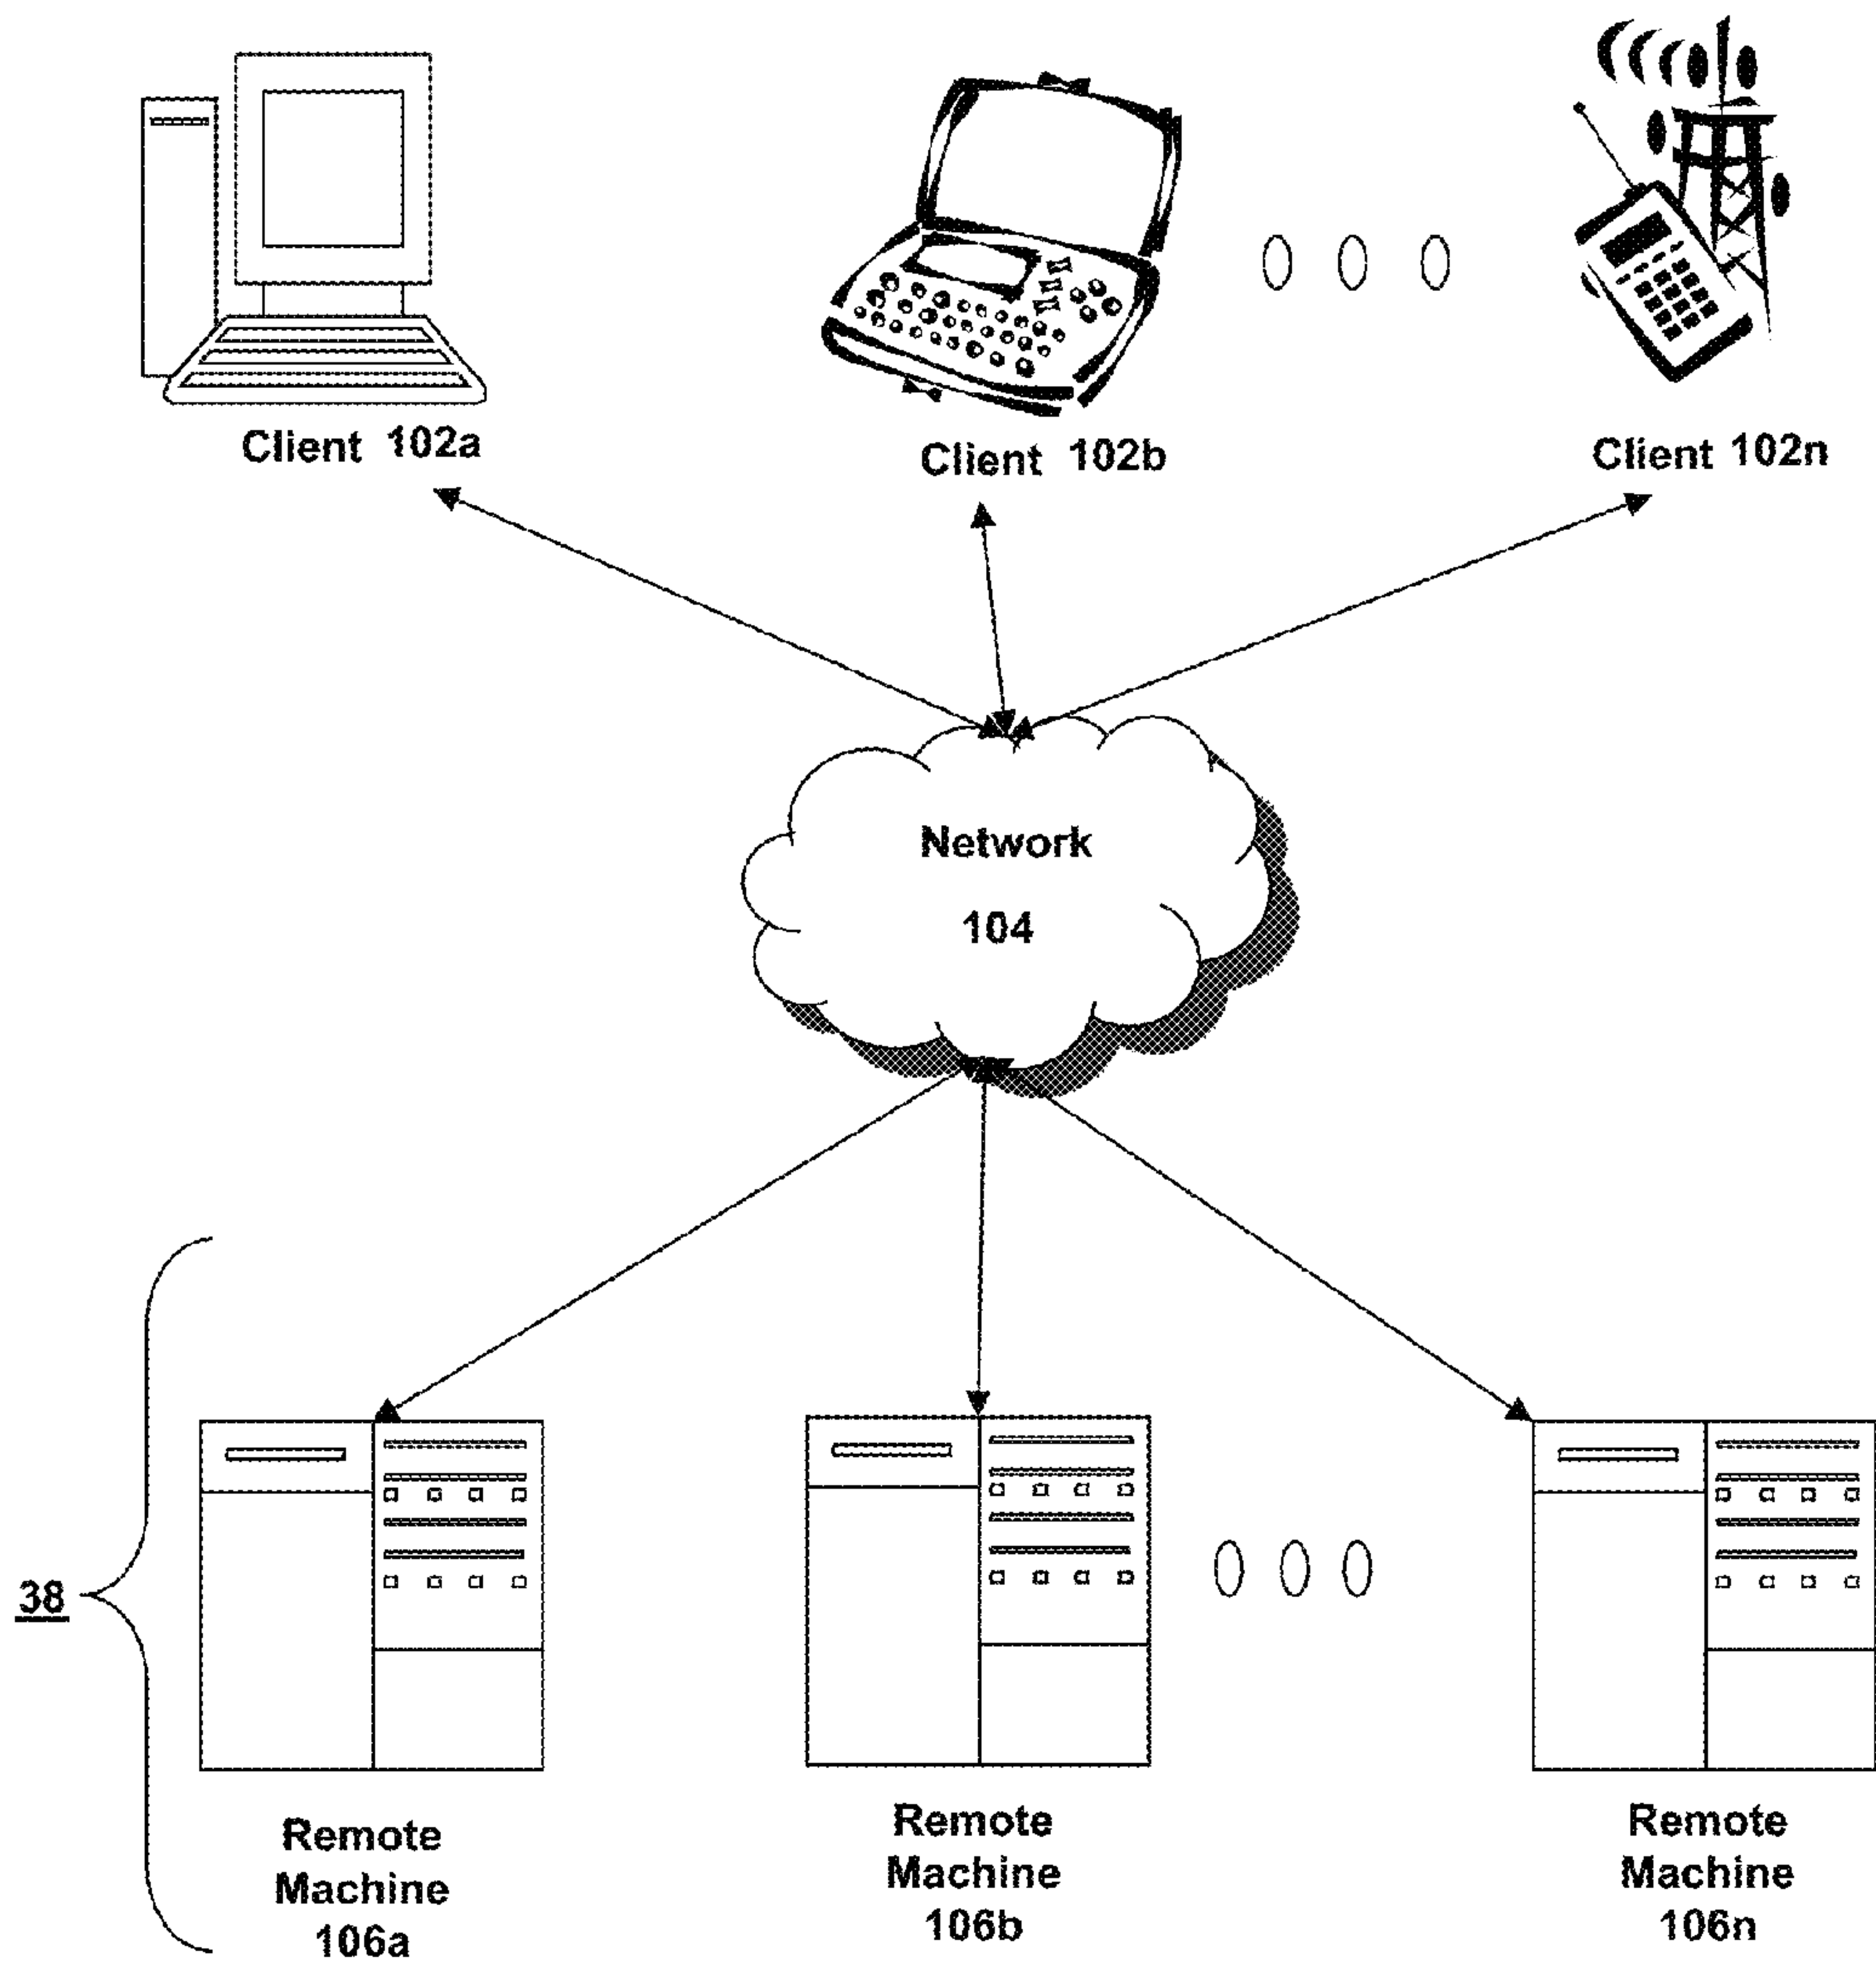 Client 102a
Client 102b
Client 102n
Network
104
38
Remote
Machine
106a
Remote
Machine
106b
Remote
Machine
106n